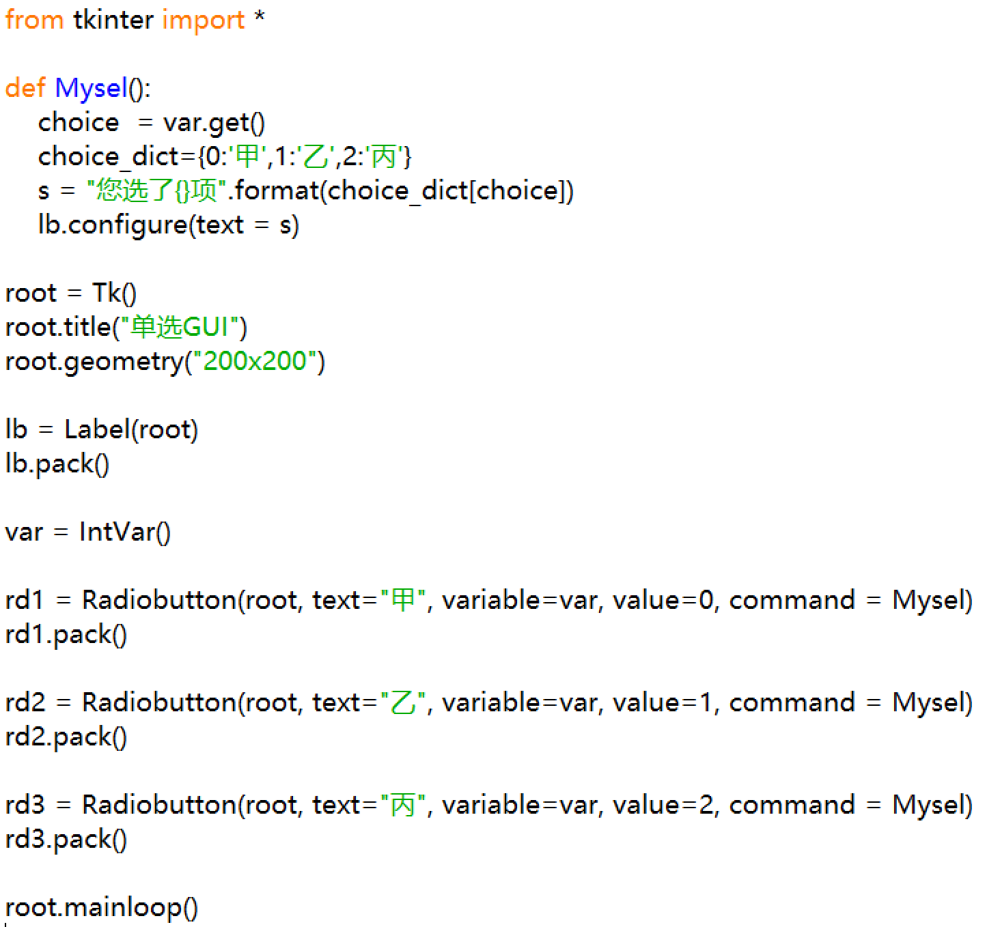 from tkinter import *
def Mysel():
    choice  = var.get()
    choice_dict={0:'甲',1:'乙',2:'丙'}
    s = "您选了{}项".format(choice_dict[choice])
    lb.configure(text = s)
root = Tk()
root.title("单选GUI")
root.geometry("200x200")
lb = Label(root)
lb.pack()
var = IntVar()
rd1 = Radiobutton(root, text="甲", variable=var, value=0, command = Mysel)
rd1.pack()
rd2 = Radiobutton(root, text="乙", variable=var, value=1, command = Mysel)
rd2.pack()
rd3 = Radiobutton(root, text="丙", variable=var, value=2, command = Mysel)
rd3.pack()
root.mainloop()